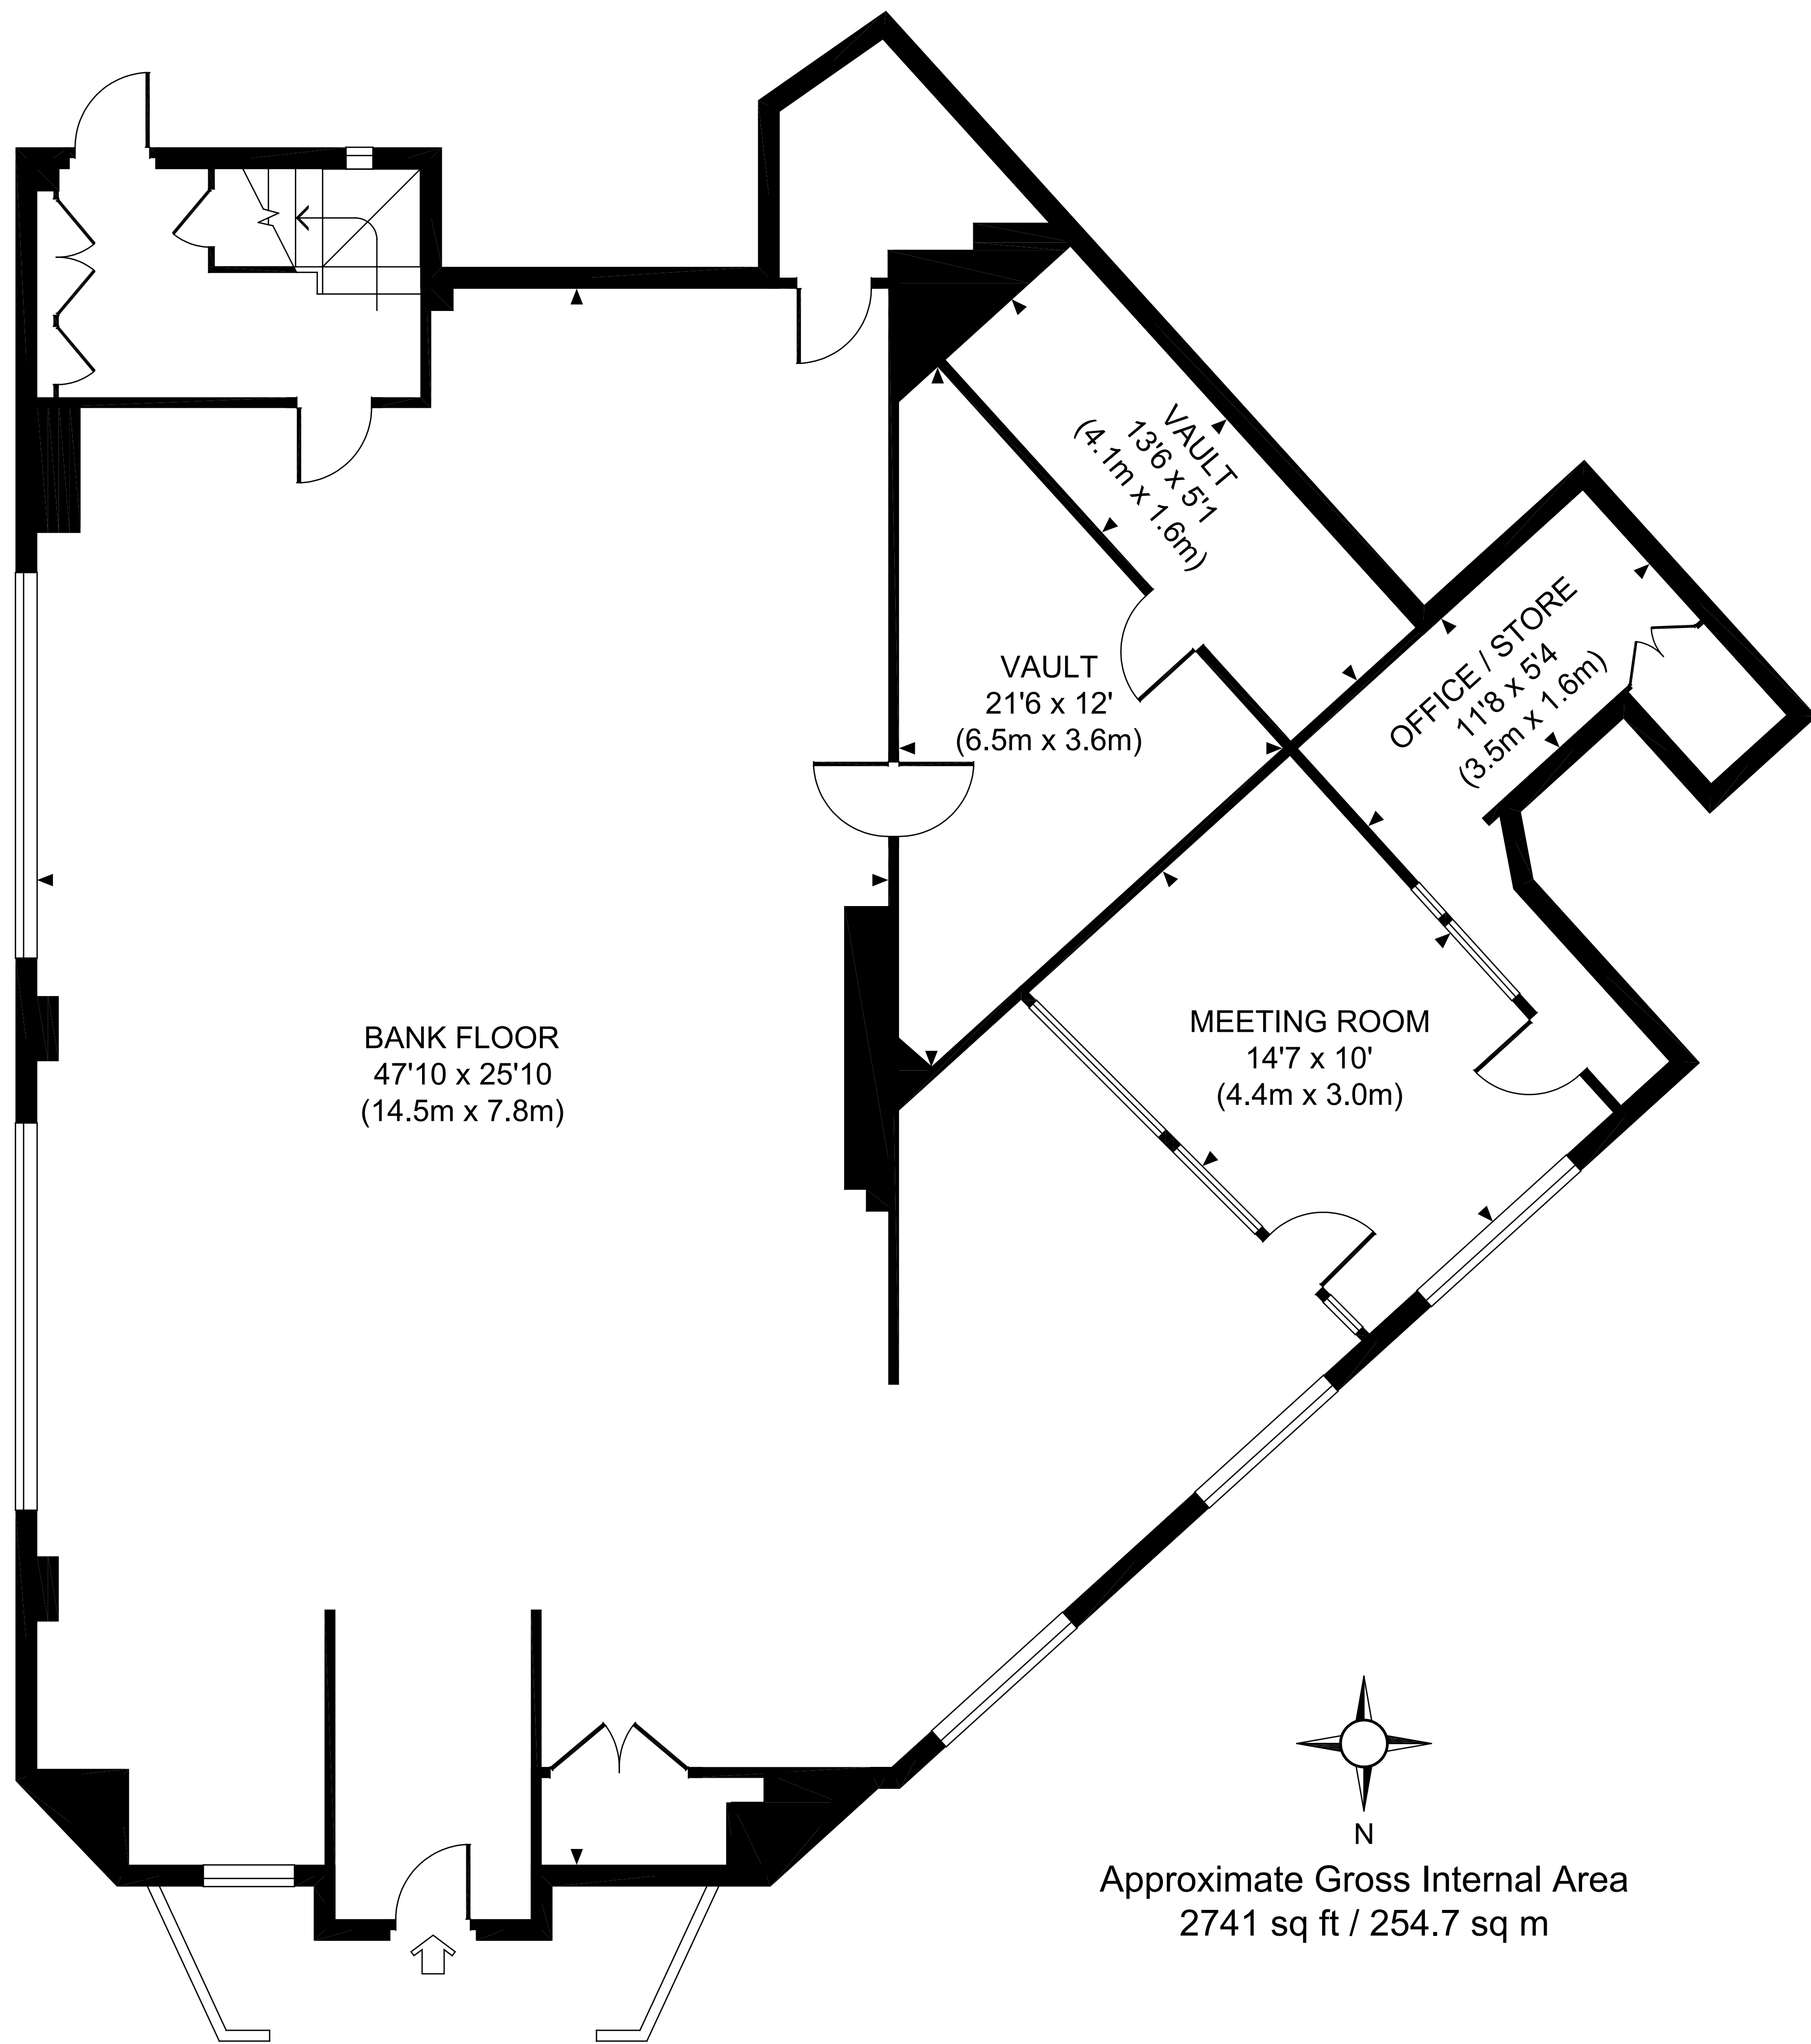 VAULT
13'6 x 5'1
(4.1m x 1.6m)
OFFICE / STORE
11'8 x 5'4
(3.5m x 1.6m)
VAULT
21'6 x 12'
(6.5m x 3.6m)
MEETING ROOM
14'7 x 10'
(4.4m x 3.0m)
BANK FLOOR
47'10 x 25'10
(14.5m x 7.8m)
N
Approximate Gross Internal Area
2741 sq ft / 254.7 sq m